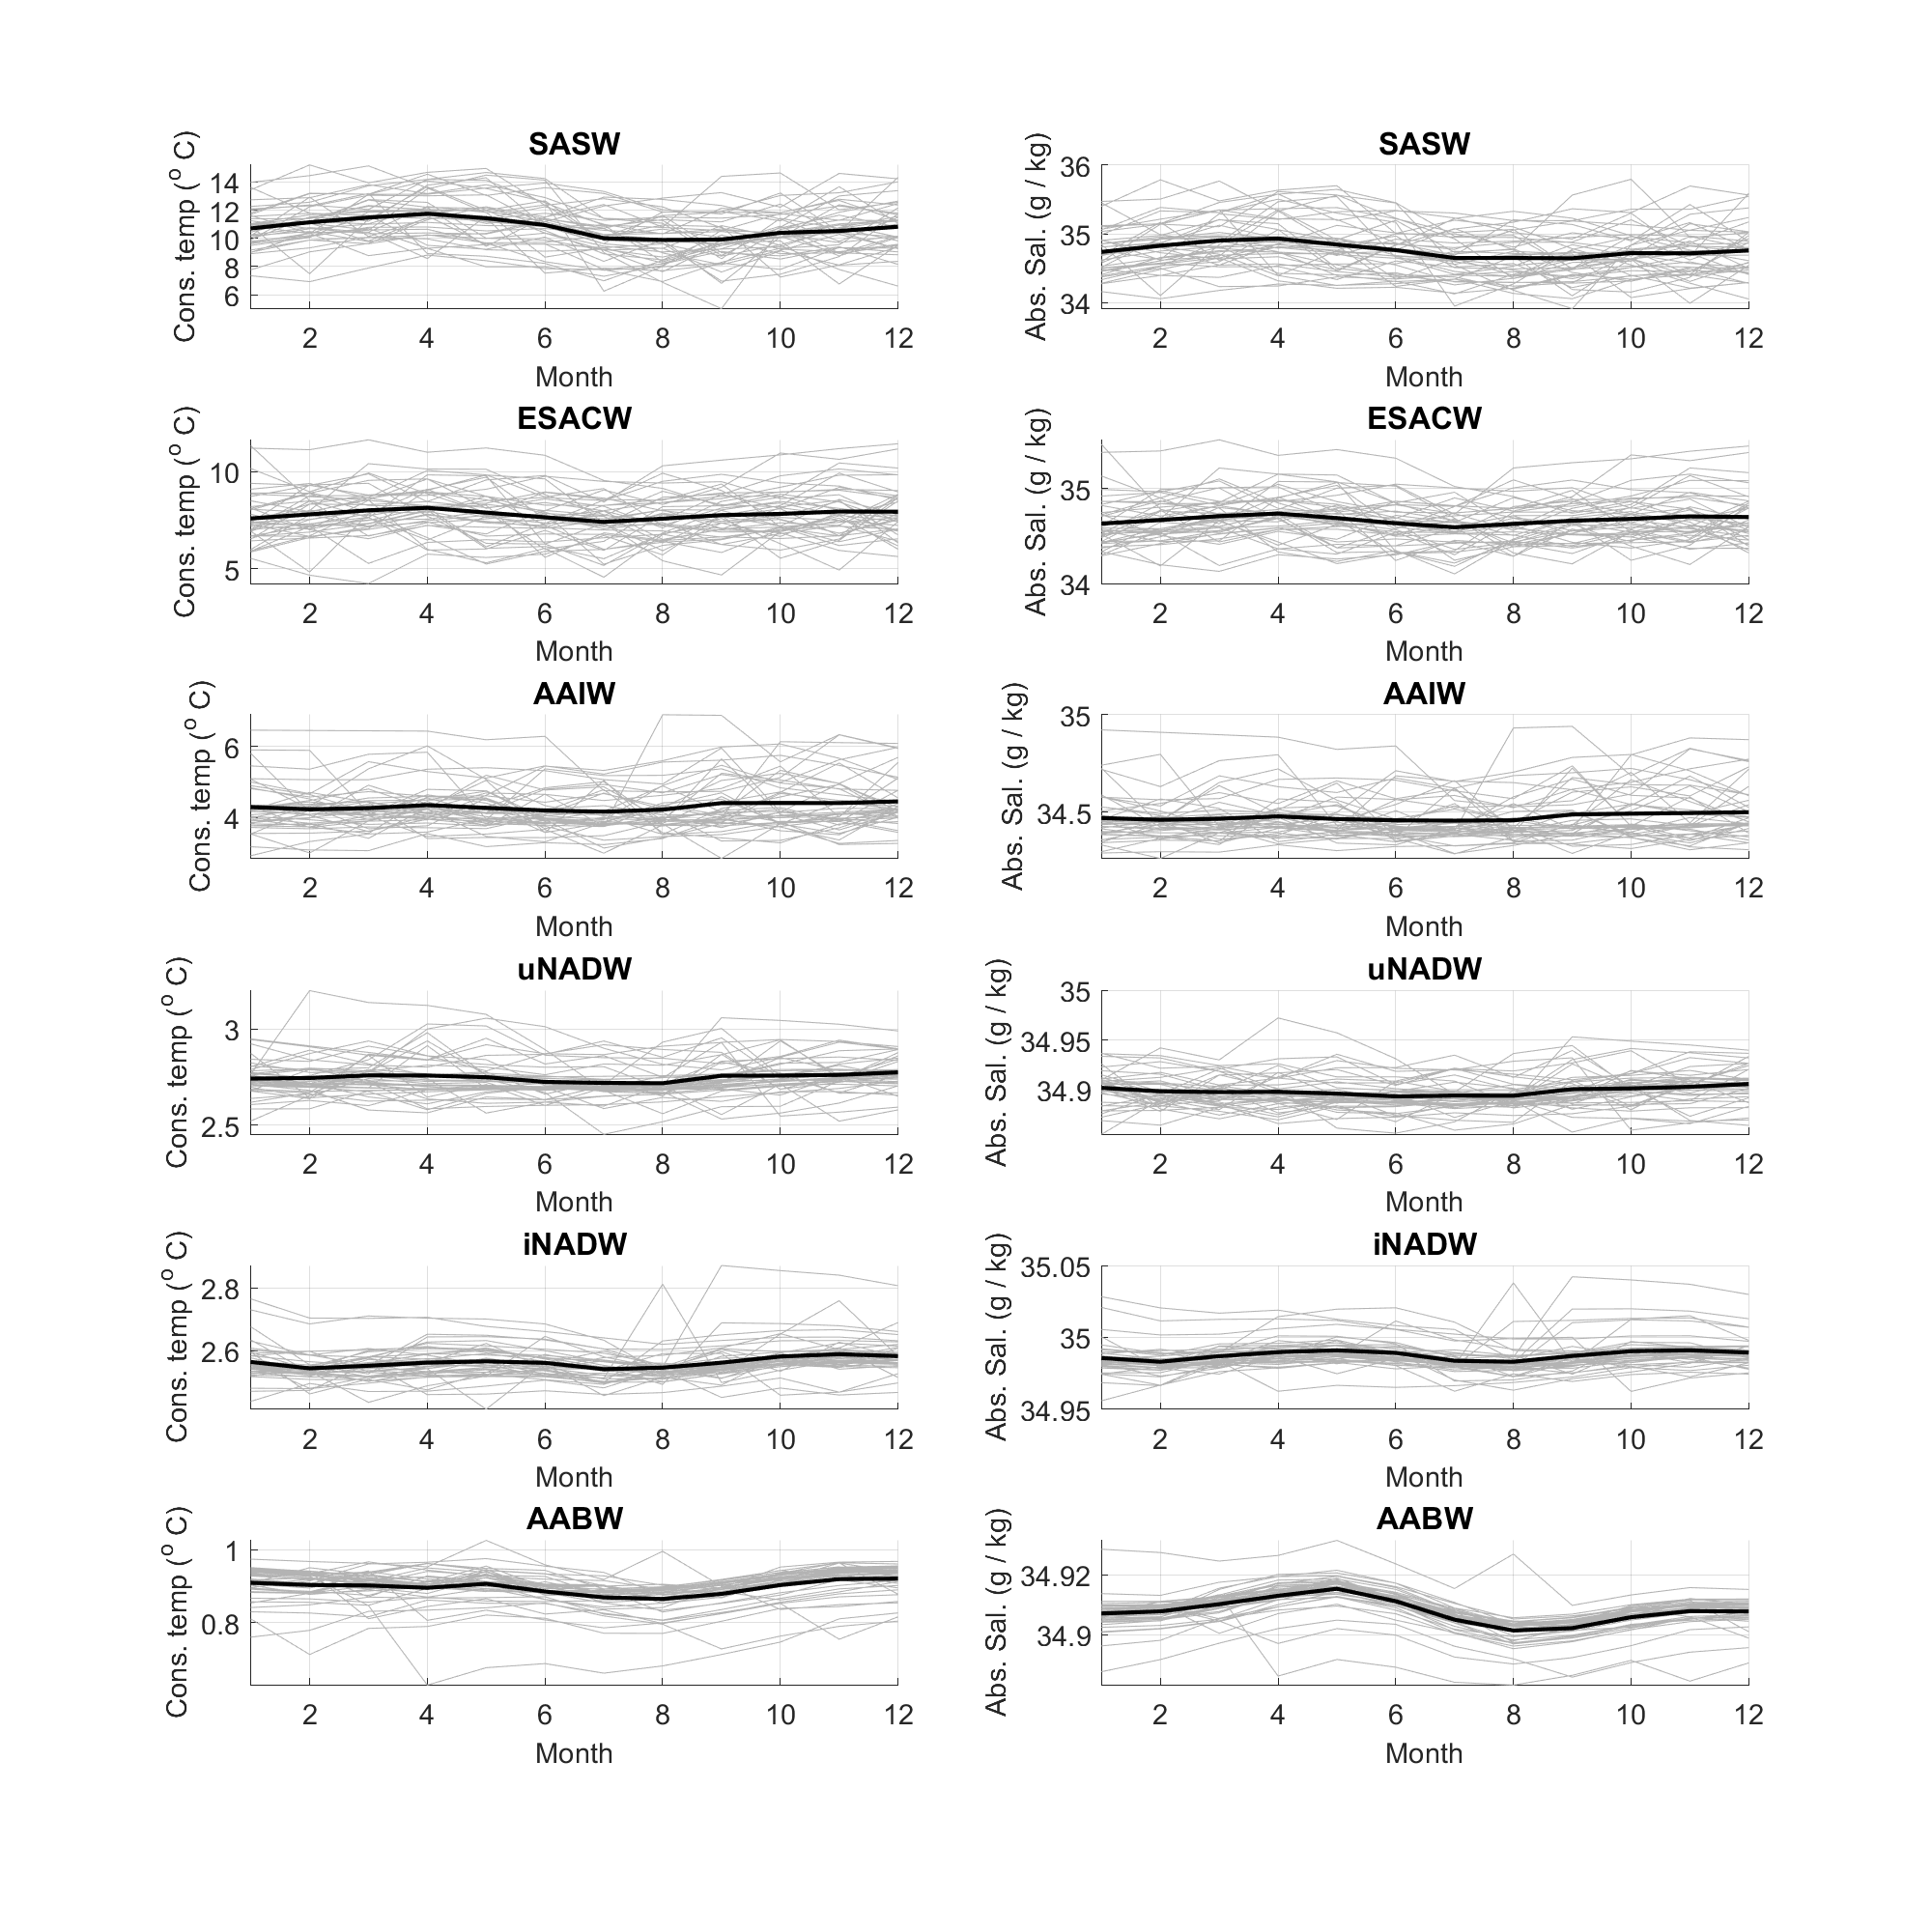 SASW
Cons. temp (° C)
14
12
10
8
6
2 4 6 8 10 12
Month
SASW
Abs. Sal. (g / kg)
36
35
34
2 4 6 8 10 12
Month
ESACW
Cons. temp (° C)
10
5
2 4 6 8 10 12
Month
ESACW
Abs. Sal. (g / kg)
35
34
2 4 6 8 10 12
Month
AAIW
Cons. temp (° C)
6
4
2 4 6 8 10 12
Month
AAIW
Abs. Sal. (g / kg)
35
34.5
2 4 6 8 10 12
Month
uNADW
Cons. temp (° C)
3
2.5
2 4 6 8 10 12
Month
uNADW
Abs. Sal. (g / kg)
35
34.95
34.9
2 4 6 8 10 12
Month
iNADW
Cons. temp (° C)
2.8
2.6
2 4 6 8 10 12
Month
iNADW
Abs. Sal. (g / kg)
35.05
35
34.95
2 4 6 8 10 12
Month
AABW
Cons. temp (° C)
1
0.8
2 4 6 8 10 12
Month
AABW
Abs. Sal. (g / kg)
34.92
34.9
2 4 6 8 10 12
Month